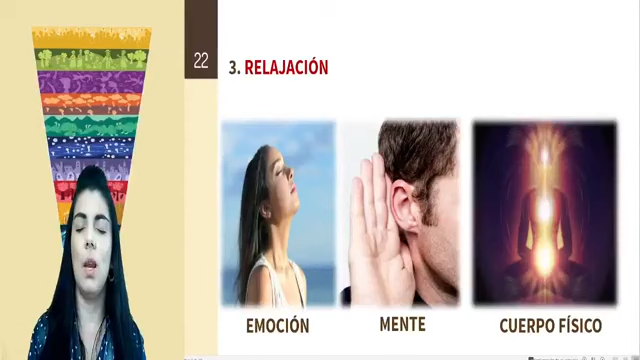 22
3. RELAJACIÓN
EMOCIÓN
MENTE
CUERPO FÍSICO